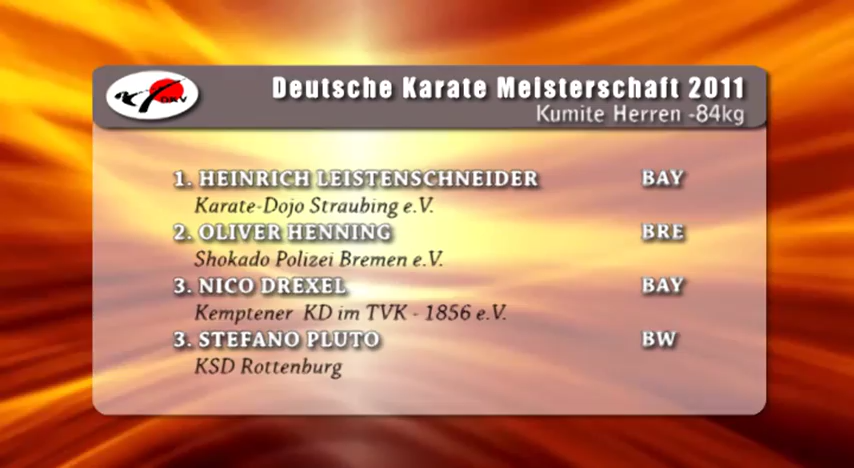 DKV
Deutsche Karate Meisterschaft 2011
Kumite Herren -84kg
1. HEINRICH LEISTENSCHNEIDER BAY
Karate-Dojo Straubing e.V.
2. OLIVER HENNING BRE
Shokado Polizei Bremen e.V.
3. NICO DREXEL BAY
Kemptener KD im TVK - 1856 e.V.
3. STEFANO PLUTO BW
KSD Rottenburg